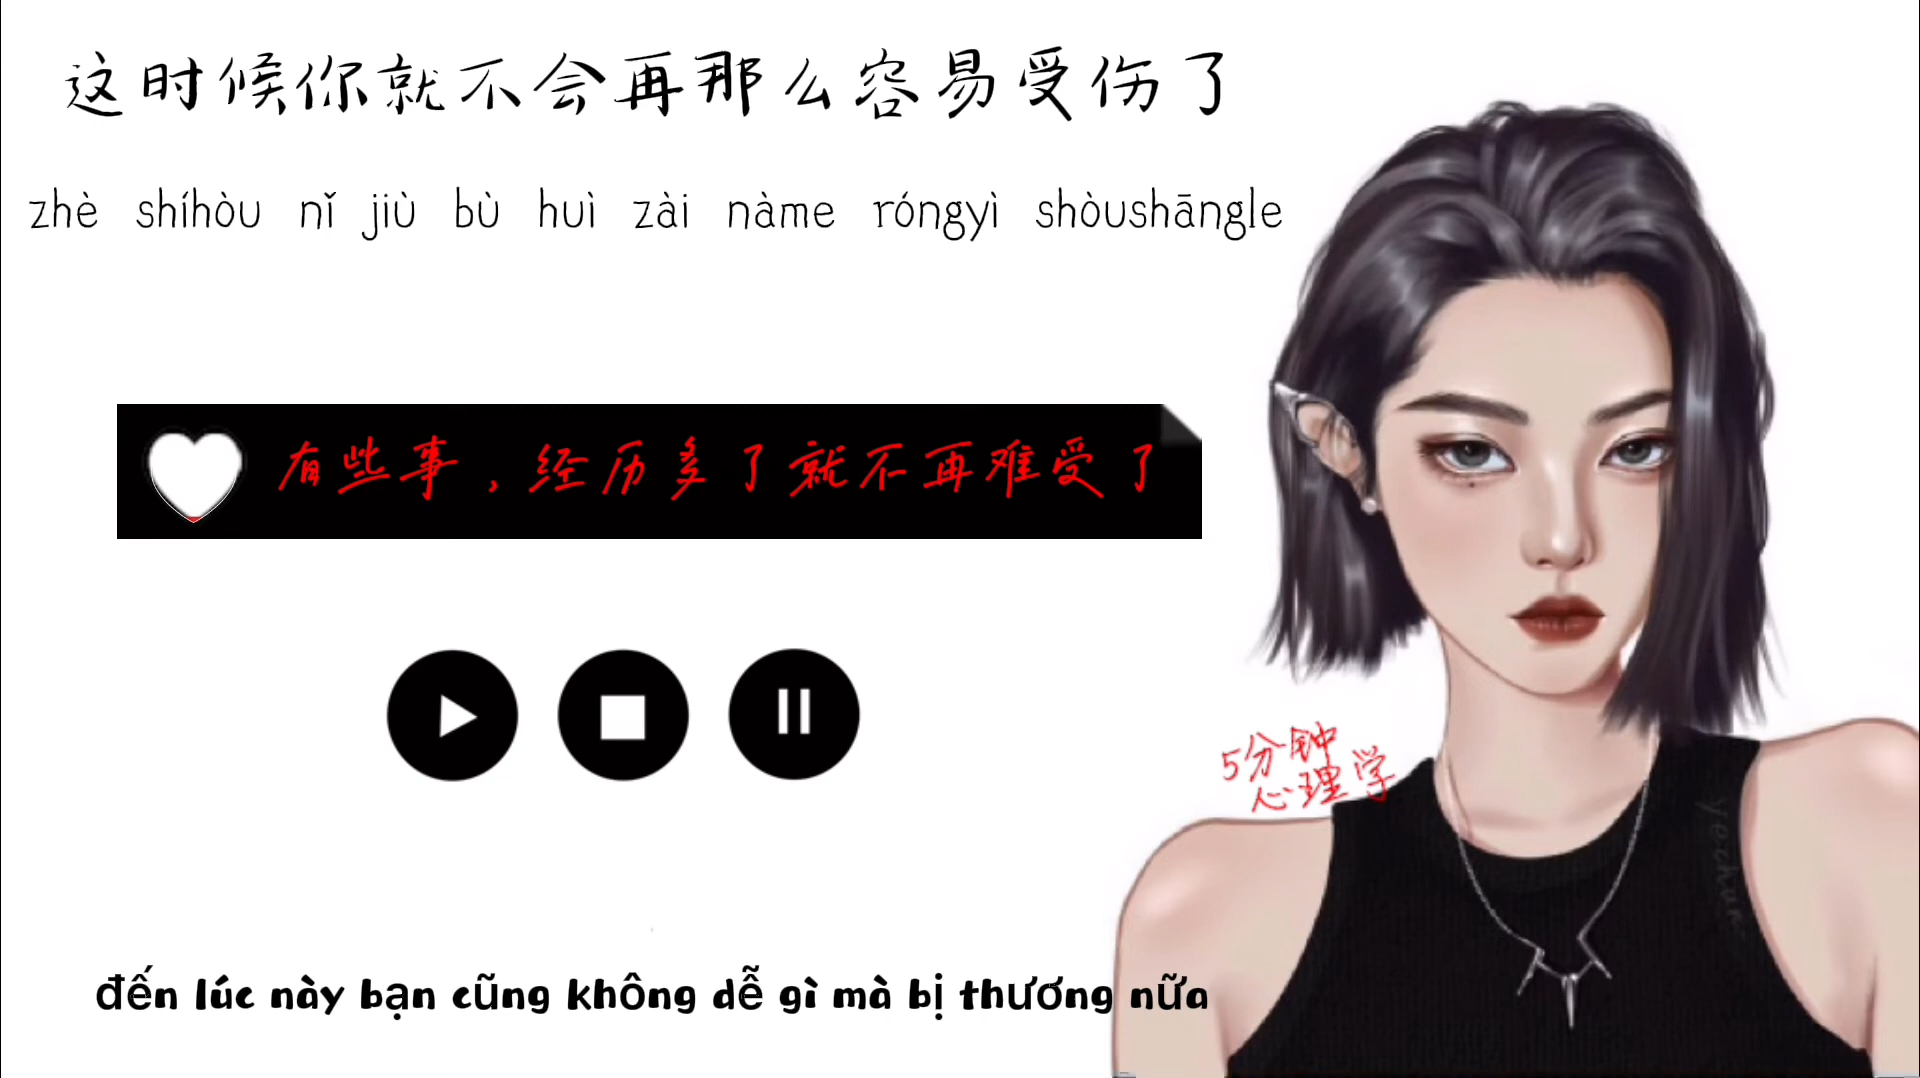 这时候你就不会再那么容易受伤了
zhè shíhòu nǐ jiù bù huì zài nàme róngyì shòushāngle
有些事，经历多了就不再难受了
5分钟
心理学
yechun
đến lúc này bạn cũng không dễ gì mà bị thương nữa